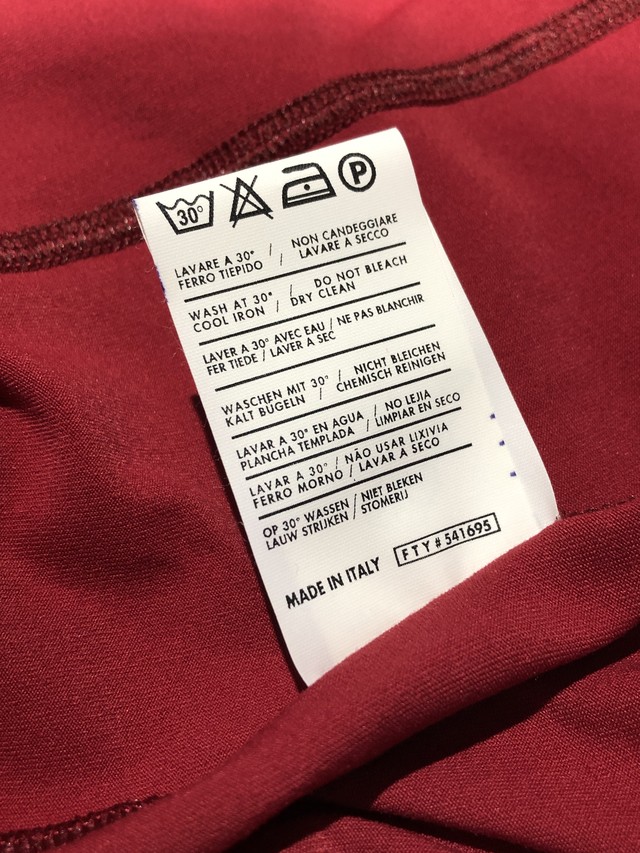 30°
P
LAVARE A 30° / NON CANDEGGIARE
FERRO TIEPIDO / LAVARE A SECCO
WASH AT 30° / DO NOT BLEACH
COOL IRON / DRY CLEAN
LAVER A 30° AVEC EAU / NE PAS BLANCHIR
FER TIEDE / LAVER A SEC
WASCHEN MIT 30° / NICHT BLEICHEN
KALT BÜGELN / CHEMISCH REINIGEN
LAVAR A 30° EN AGUA / NO LEJIA
PLANCHA TEMPLADA / LIMPIAR EN SECO
LAVAR A 30° / NÃO USAR LIXIVIA
FERRO MORNO / LAVAR A SECO
OP 30° WASSEN / NIET BLEKEN
LAUW STRIJKEN / STOMERIJ
MADE IN ITALY FTY#541695